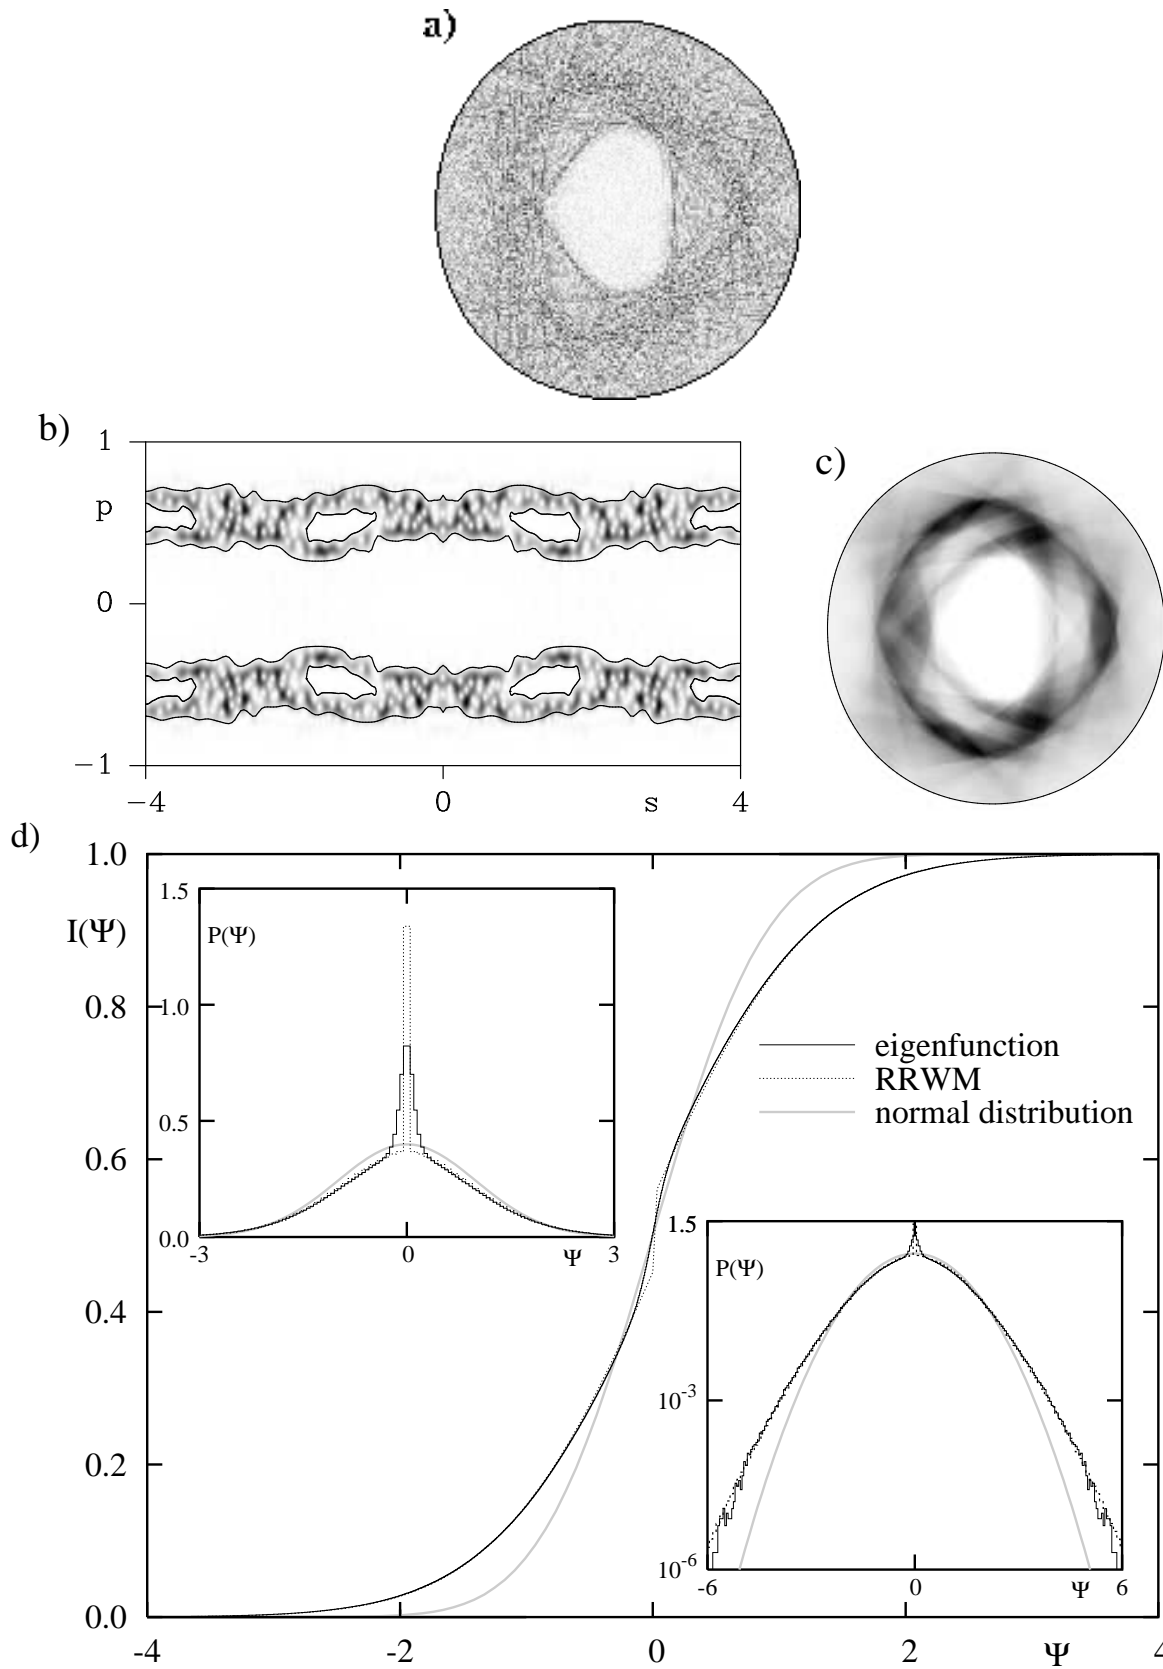 a)
b)
1
p
0
−1
−4
0
s
4
c)
d)
1.0
I(Ψ)
0.8
0.6
0.4
0.2
0.0
-4
-2
0
2
Ψ
4
1.5
P(Ψ)
1.0
0.5
0.0
-3
0
Ψ
3
eigenfunction
RRWM
normal distribution
1.5
P(Ψ)
10-3
10-6
-6
0
Ψ
6